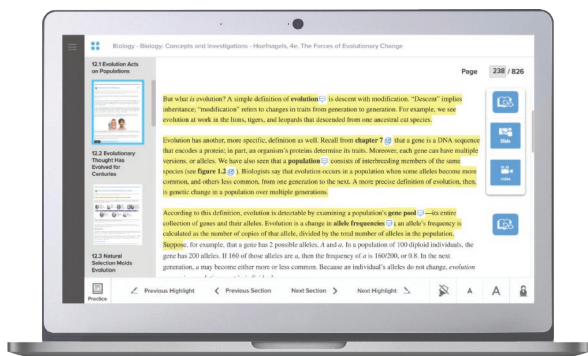 Biology - Biology: Concepts and Investigations - Hoefnagels, 4e, The Forces of Evolutionary Change
12.1 Evolution Acts
on Populations
12.2 Evolutionary
Thought Has
Evolved for
Centuries
12.3 Natural
Selection Molds
Evolution
Page 238 / 826
But what is evolution? A simple definition of evolution is descent with modification. "Descent" implies
inheritance; "modification" refers to changes in traits from generation to generation. For example, we see
evolution at work in the lions, tigers, and leopards that descended from one ancestral cat species.
Evolution has another, more specific, definition as well. Recall from chapter 7 that a gene is a DNA sequence
that encodes a protein; in part, an organism's proteins determine its traits. Moreover, each gene can have multiple
versions, or alleles. We have also seen that a population consists of interbreeding members of the same
species (see figure 1.2). Biologists say that evolution occurs in a population when some alleles become more
common, and others less common, from one generation to the next. A more precise definition of evolution, then,
is genetic change in a population over multiple generations.
According to this definition, evolution is detectable by examining a population's gene pool —its entire
collection of genes and their alleles. Evolution is a change in allele frequencies ; an allele's frequency is
calculated as the number of copies of that allele, divided by the total number of alleles in the population.
Suppose, for example, that a gene has 2 possible alleles, A and a. In a population of 100 diploid individuals, the
gene has 200 alleles. If 160 of those alleles are a, then the frequency of a is 160/200, or 0.8. In the next
generation, a may become either more or less common. Because an individual's alleles do not change, evolution
Slide
Video
Practice
Previous Highlight
Previous Section
Next Section
Next Highlight
A
A